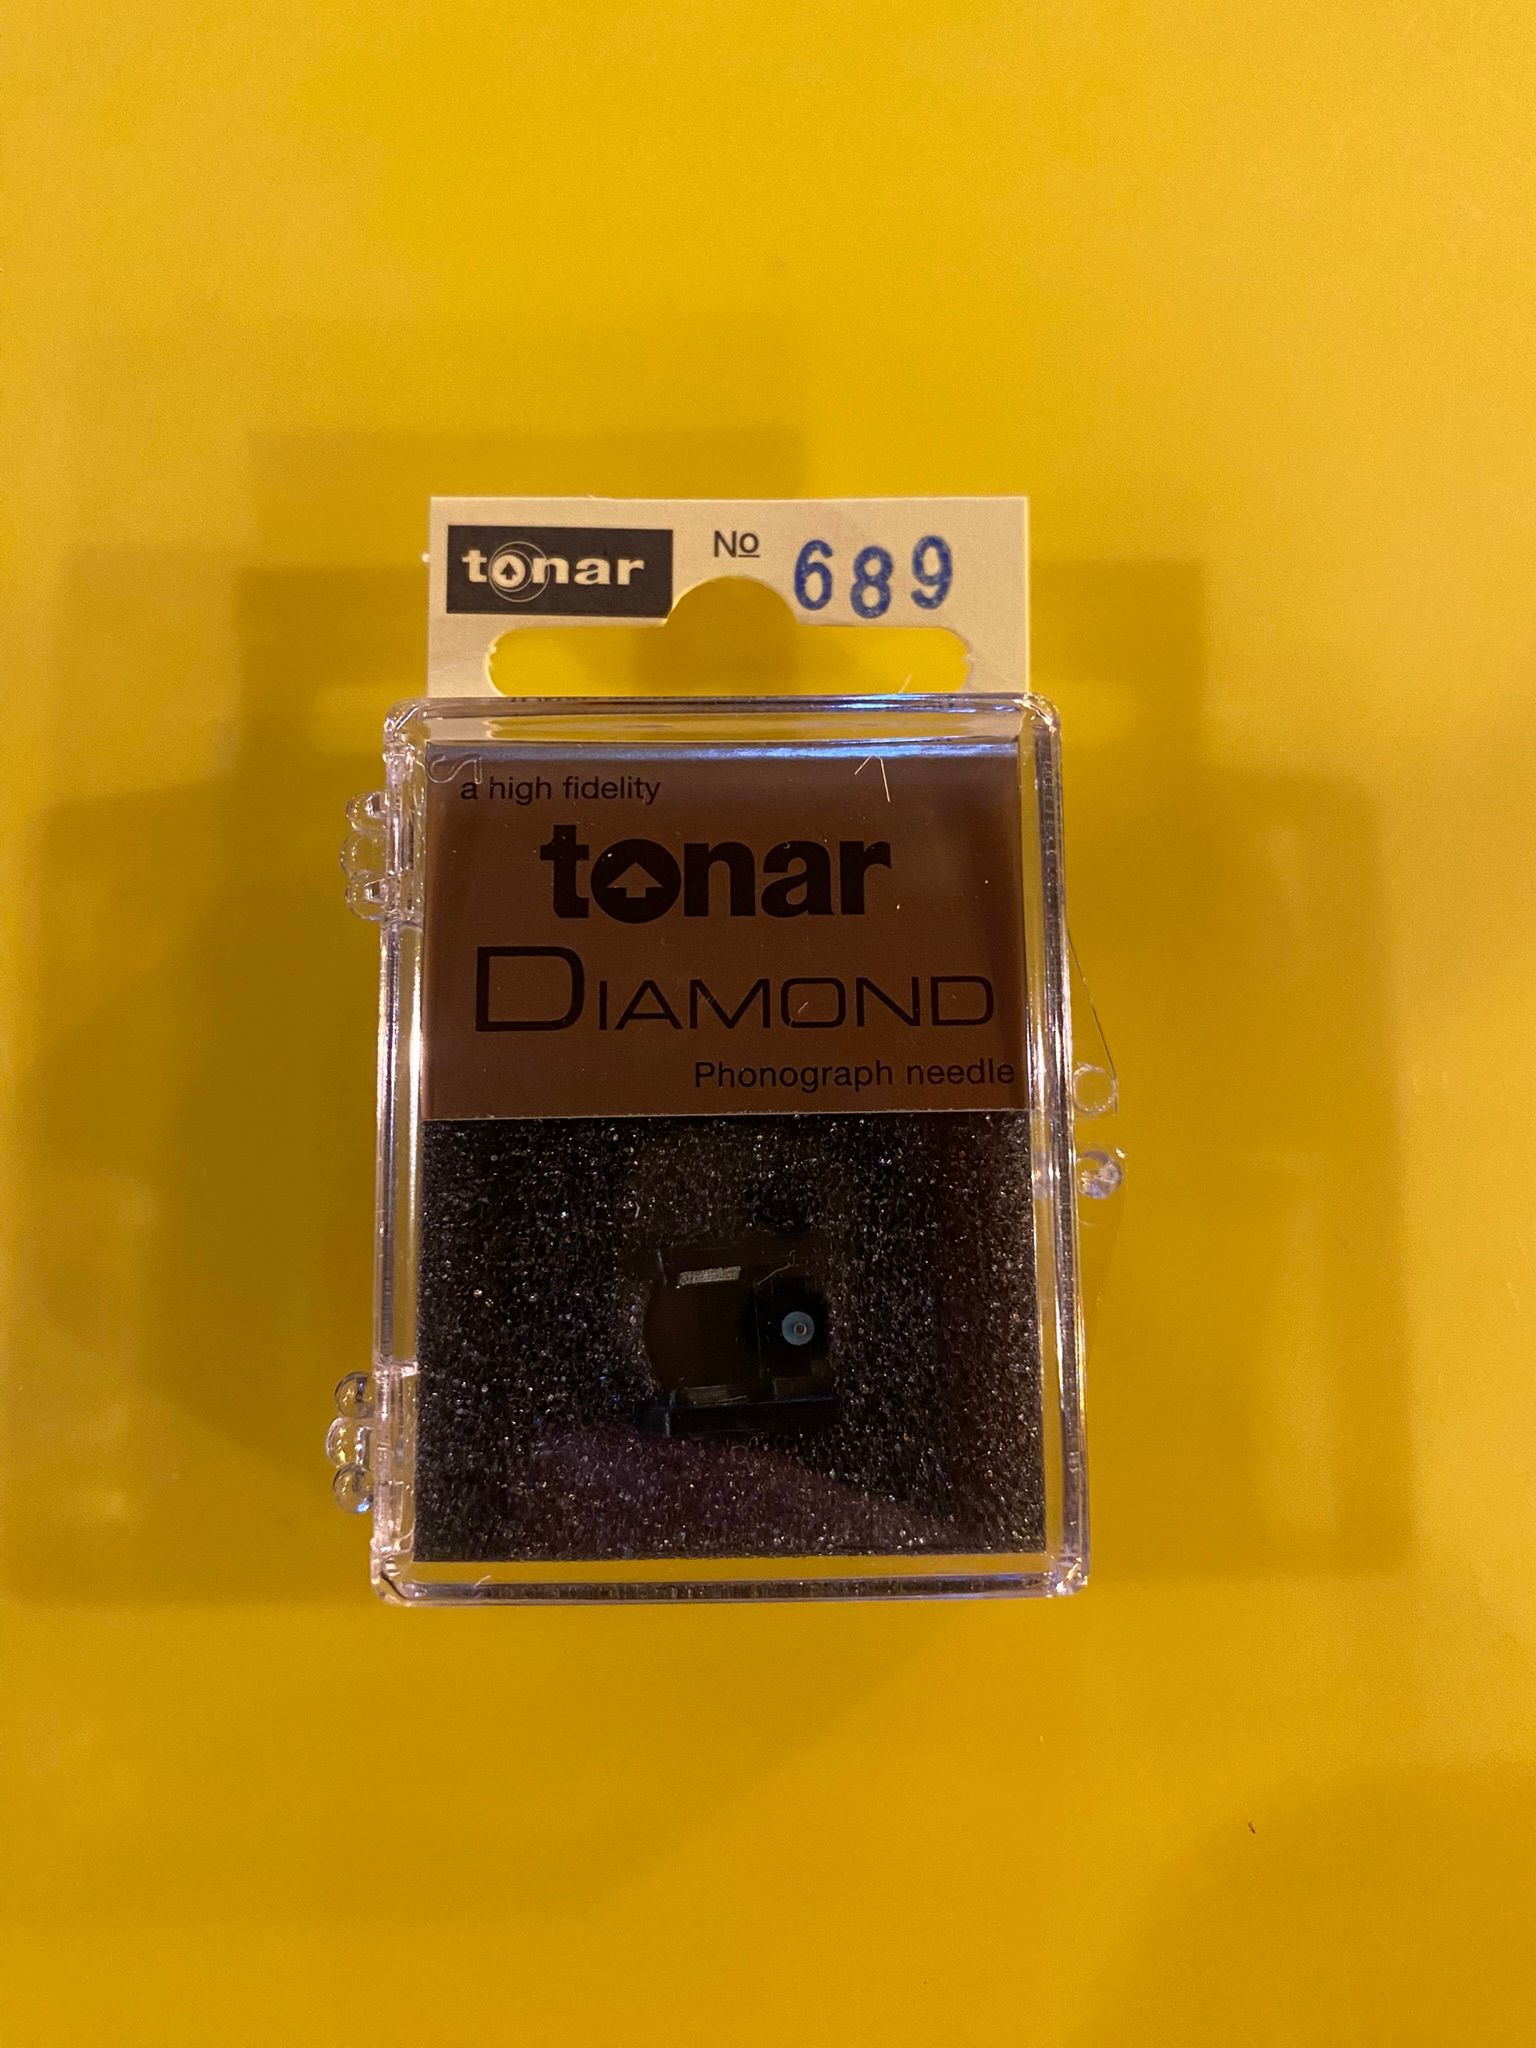 tonar No 689
a high fidelity
tonar
DIAMOND
Phonograph needle